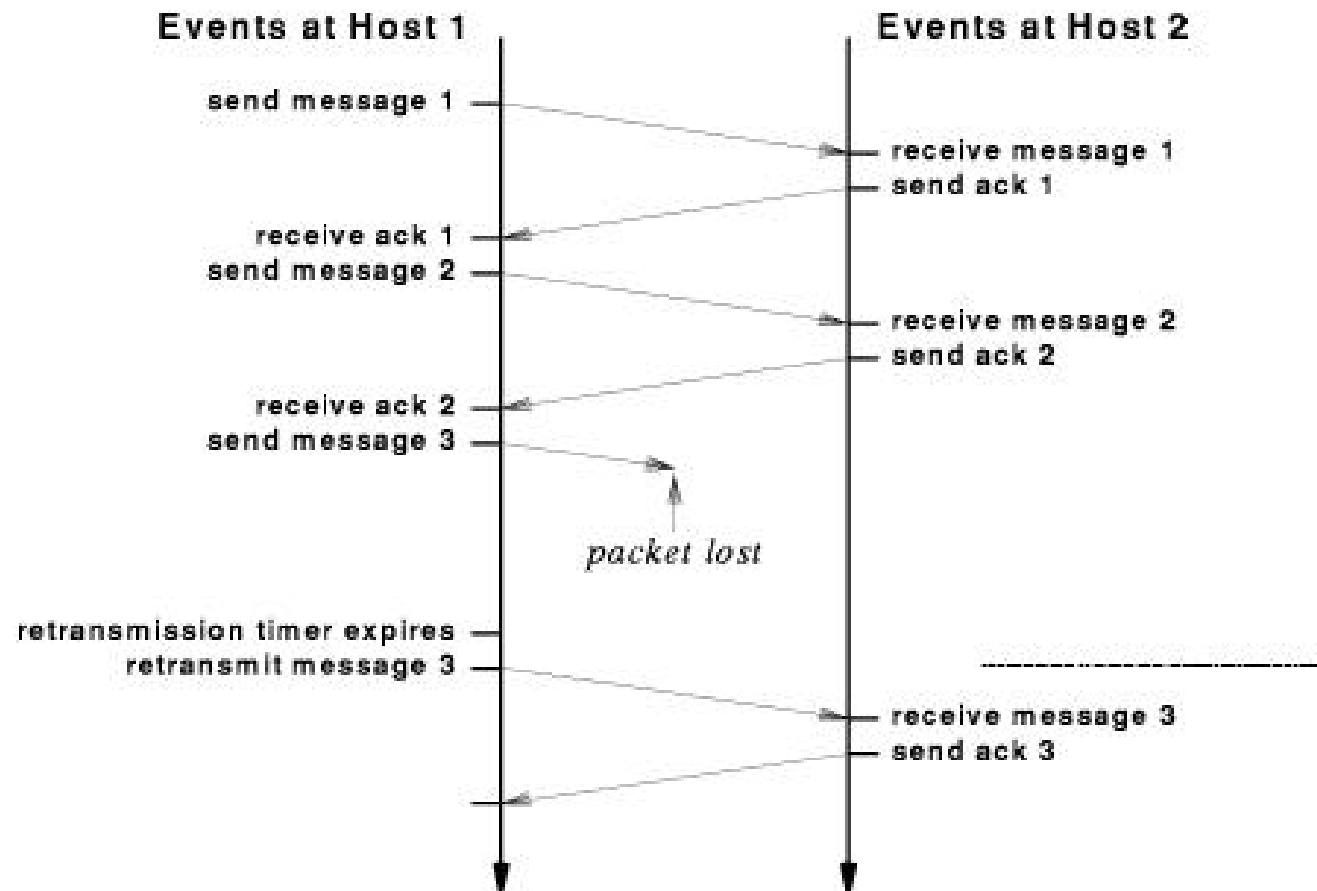 Events at Host 1
Events at Host 2
send message 1
receive message 1
send ack 1
receive ack 1
send message 2
receive message 2
send ack 2
receive ack 2
send message 3
packet lost
retransmission timer expires
retransmit message 3
receive message 3
send ack 3